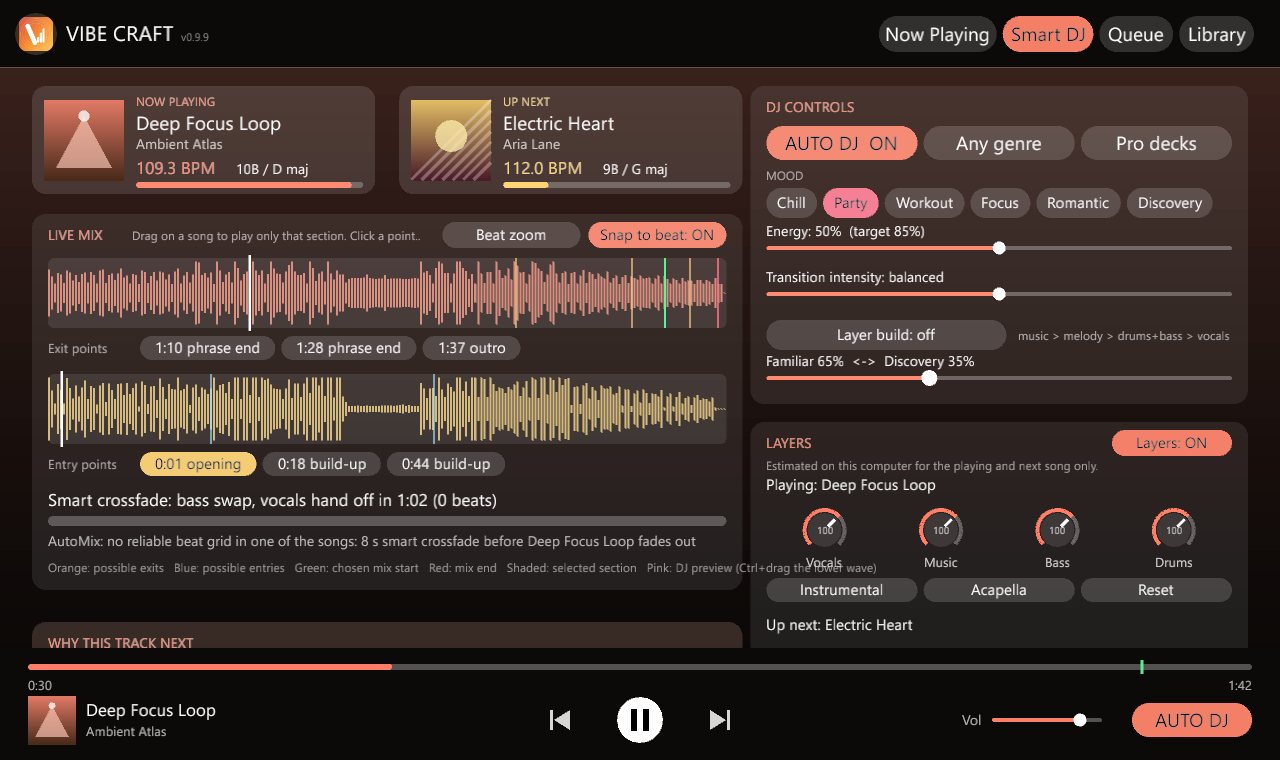 VIBE CRAFT v0.9.9
Now Playing
Smart DJ
Queue
Library
NOW PLAYING
Deep Focus Loop
Ambient Atlas
109.3 BPM 10B / D maj
UP NEXT
Electric Heart
Aria Lane
112.0 BPM 9B / G maj
LIVE MIX
Drag on a song to play only that section. Click a point..
Beat zoom
Snap to beat: ON
Exit points
1:10 phrase end
1:28 phrase end
1:37 outro
Entry points
0:01 opening
0:18 build-up
0:44 build-up
Smart crossfade: bass swap, vocals hand off in 1:02 (0 beats)
AutoMix: no reliable beat grid in one of the songs: 8 s smart crossfade before Deep Focus Loop fades out
Orange: possible exits Blue: possible entries Green: chosen mix start Red: mix end Shaded: selected section Pink: DJ preview (Ctrl+drag the lower wave)
WHY THIS TRACK NEXT
DJ CONTROLS
AUTO DJ ON
Any genre
Pro decks
MOOD
Chill
Party
Workout
Focus
Romantic
Discovery
Energy: 50% (target 85%)
Transition intensity: balanced
Layer build: off
music > melody > drums+bass > vocals
Familiar 65% <-> Discovery 35%
LAYERS
Layers: ON
Estimated on this computer for the playing and next song only.
Playing: Deep Focus Loop
100
100
100
100
Vocals
Music
Bass
Drums
Instrumental
Acapella
Reset
Up next: Electric Heart
0:30
1:42
Deep Focus Loop
Ambient Atlas
Vol
AUTO DJ